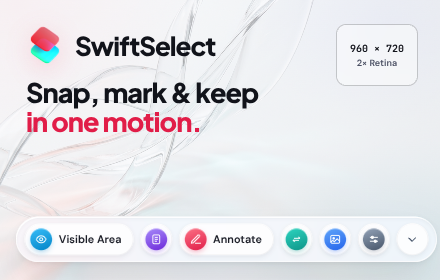 SwiftSelect
960 × 720
2× Retina
Snap, mark & keep
in one motion.
Visible Area
Annotate